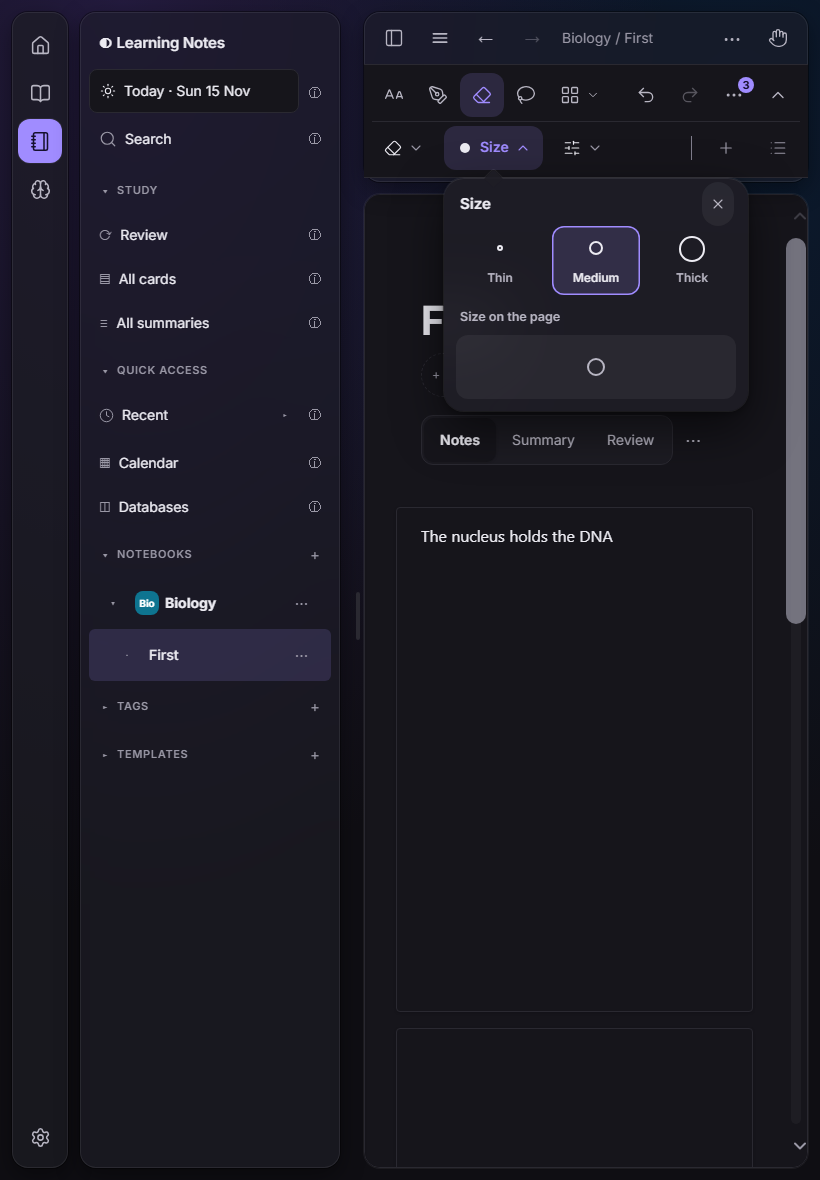 Learning Notes
Today · Sun 15 Nov
Search
STUDY
Review
All cards
All summaries
QUICK ACCESS
Recent
Calendar
Databases
NOTEBOOKS
Bio Biology
First
TAGS
TEMPLATES
Biology / First
AA
3
Size
Size
Thin Medium Thick
Size on the page
F
Notes Summary Review
The nucleus holds the DNA